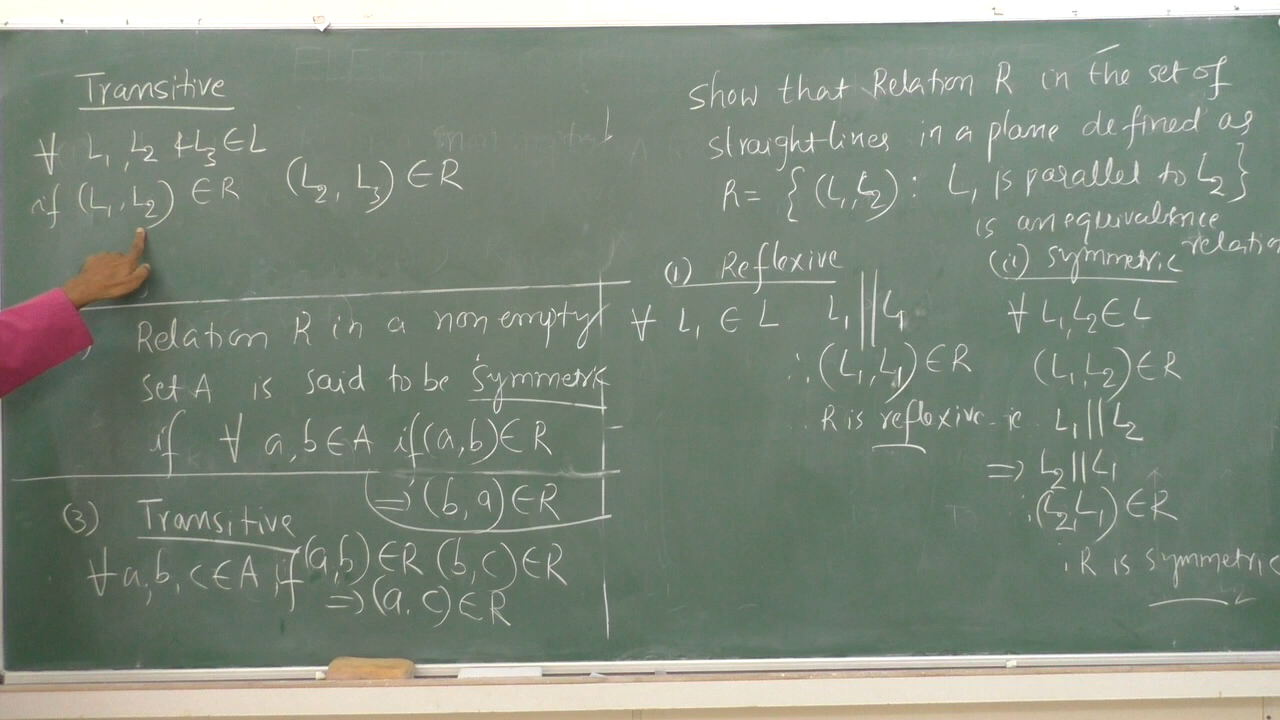 Transitive
∀ L₁, L₂ & L₃ ∈ L
if (L₁, L₂) ∈ R (L₂, L₃) ∈ R
Relation R in a non empty
set A is said to be Symmetric
if ∀ a, b ∈ A if (a, b) ∈ R
⇒ (b, a) ∈ R
(3) Transitive
∀ a, b, c ∈ A if (a, b) ∈ R (b, c) ∈ R
⇒ (a, c) ∈ R
Show that Relation R in the set of
straight lines in a plane defined as
R = { (L₁, L₂) : L₁ is parallel to L₂ }
is an equivalence
relation
(i) Reflexive
∀ L₁ ∈ L L₁ || L₁
∴ (L₁, L₁) ∈ R
R is reflexive
(ii) Symmetric
∀ L₁, L₂ ∈ L
(L₁, L₂) ∈ R
ie L₁ || L₂
⇒ L₂ || L₁
∴ (L₂, L₁) ∈ R
∴ R is symmetric